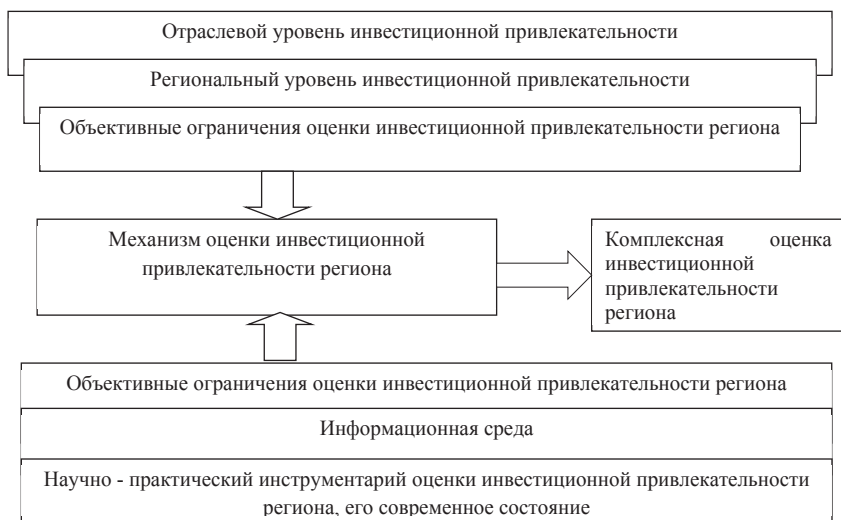 Отраслевой уровень инвестиционной привлекательности
Региональный уровень инвестиционной привлекательности
Объективные ограничения оценки инвестиционной привлекательности региона
Механизм оценки инвестиционной
привлекательности региона
Комплексная оценка
инвестиционной
привлекательности
региона
Объективные ограничения оценки инвестиционной привлекательности региона
Информационная среда
Научно - практический инструментарий оценки инвестиционной привлекательности
региона, его современное состояние